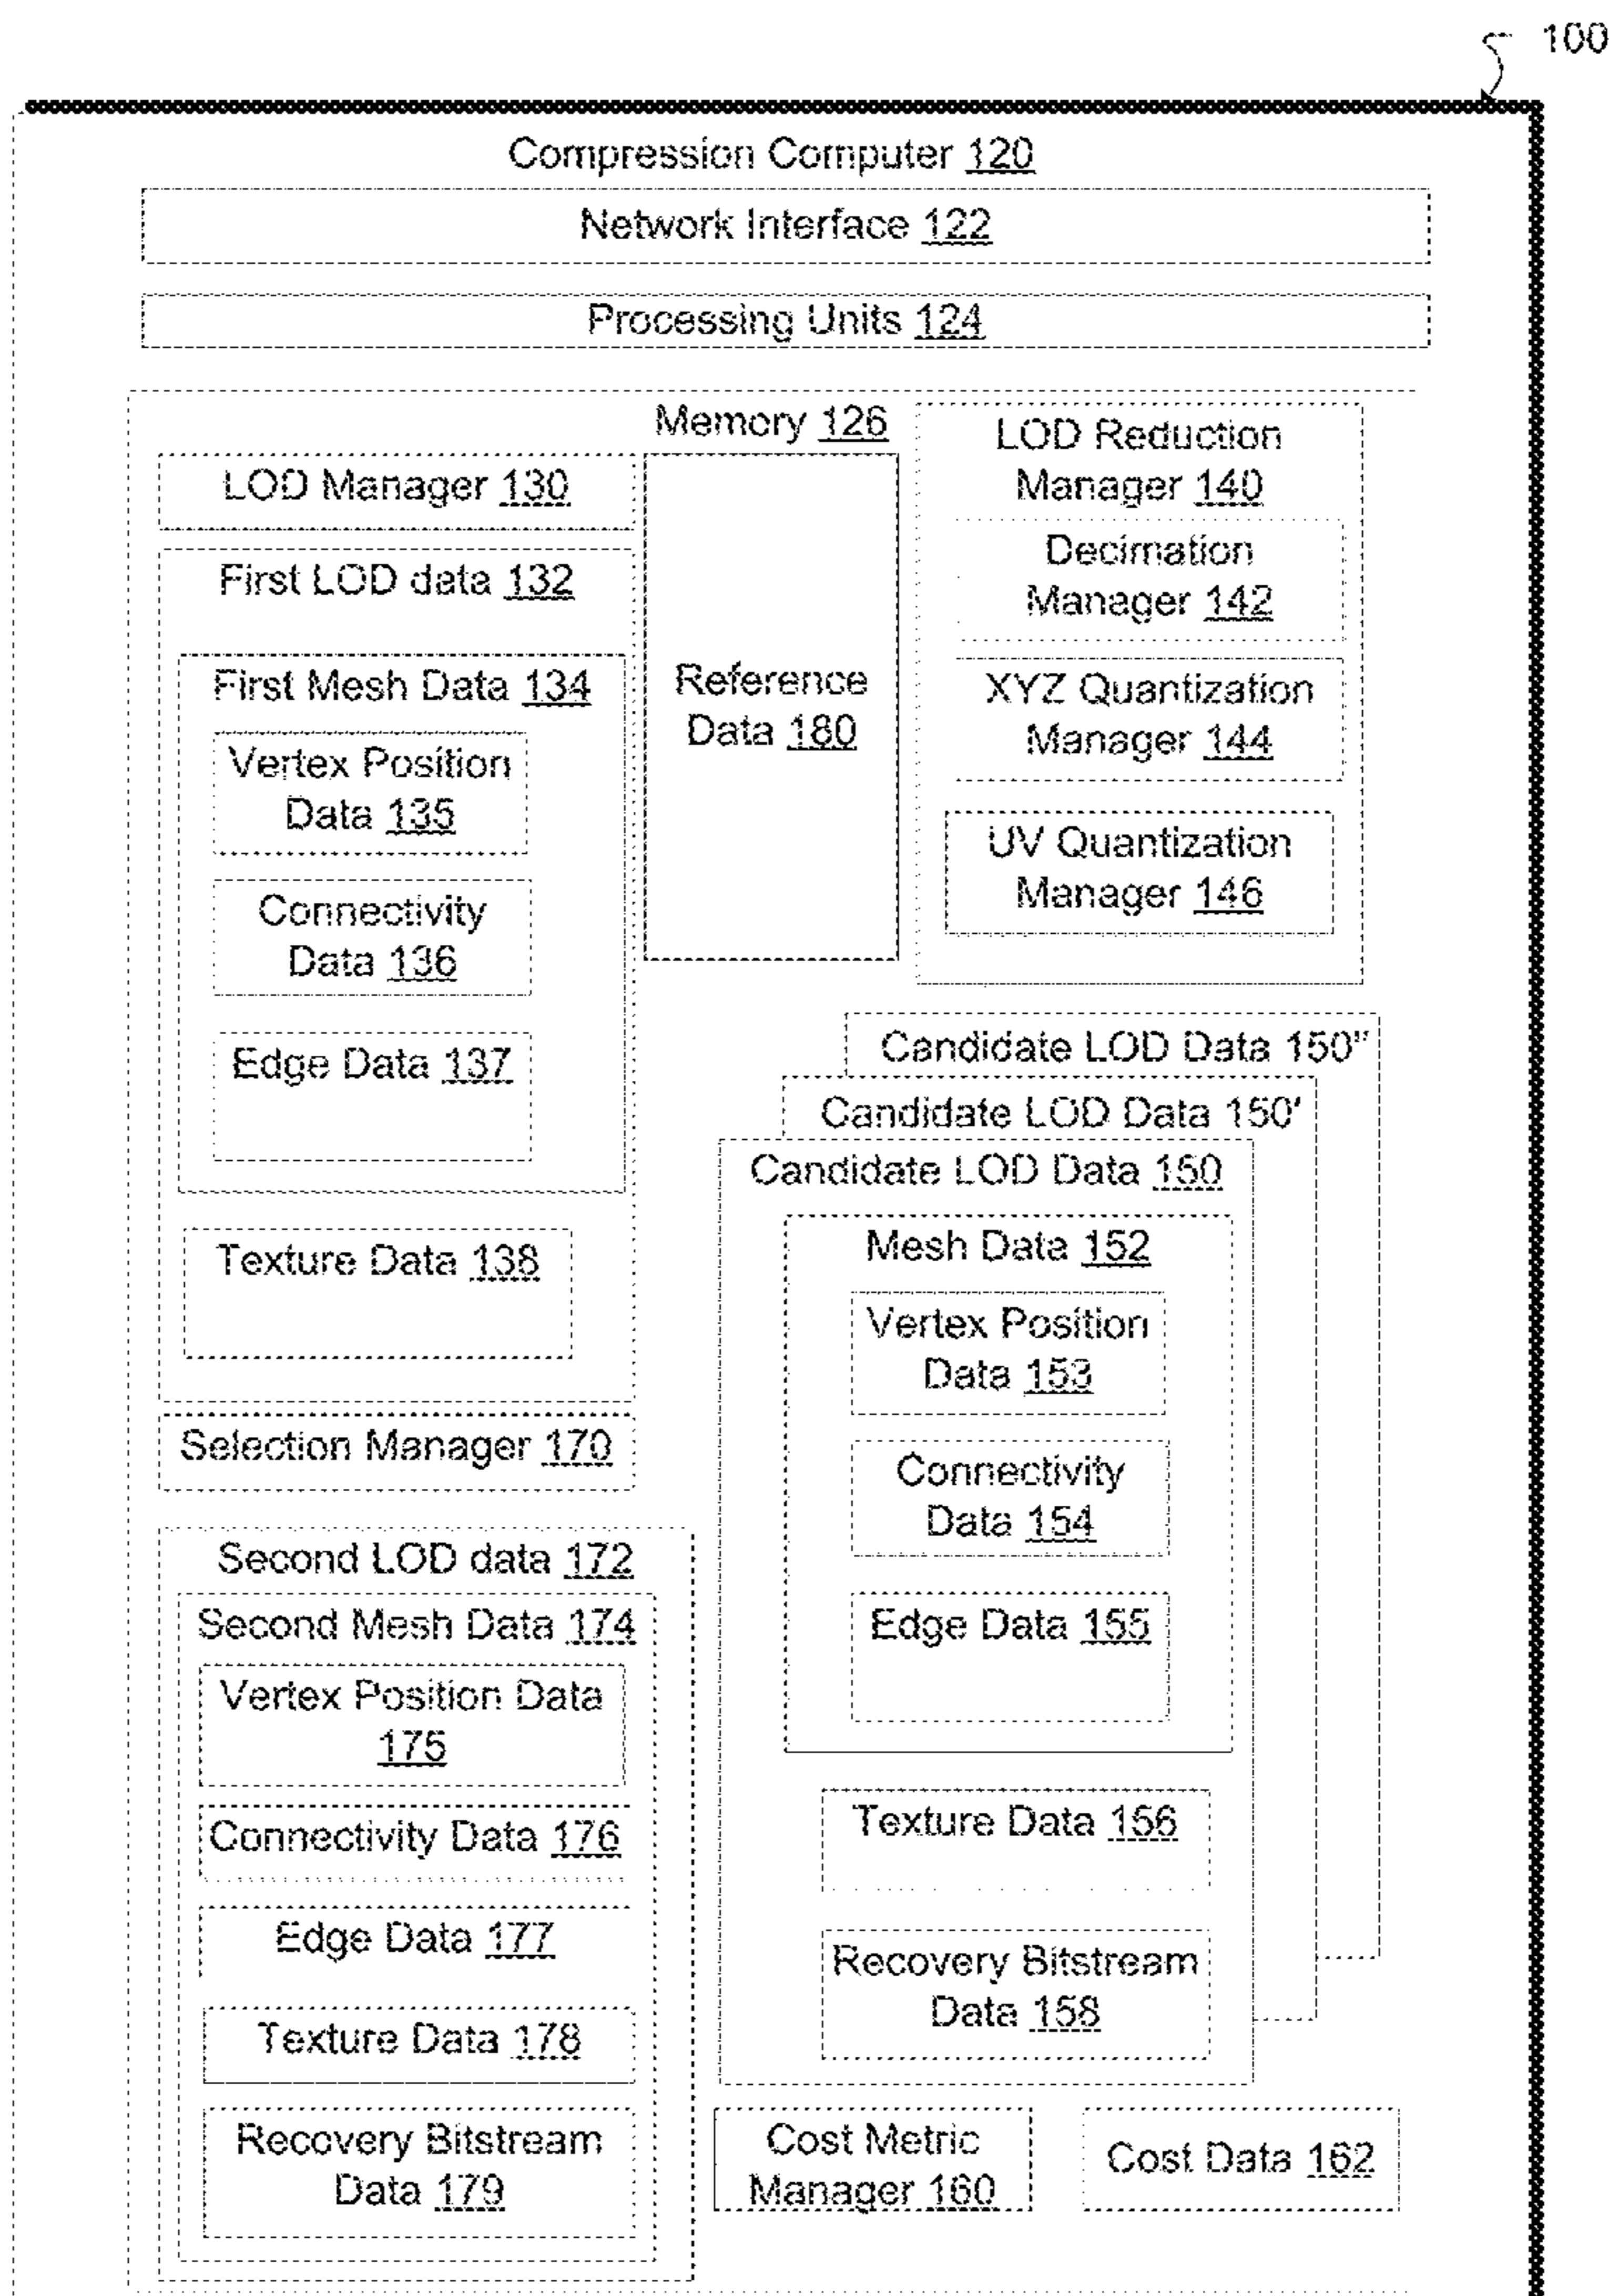 100
Compression Computer 120
Network Interface 122
Processing Units 124
Memory 126
LOD Manager 130
First LOD data 132
First Mesh Data 134
Vertex Position
Data 135
Connectivity
Data 136
Edge Data 137
Texture Data 138
Selection Manager 170
Second LOD data 172
Second Mesh Data 174
Vertex Position Data
175
Connectivity Data 176
Edge Data 177
Texture Data 178
Recovery Bitstream
Data 179
Reference
Data 180
LOD Reduction
Manager 140
Decimation
Manager 142
XYZ Quantization
Manager 144
UV Quantization
Manager 146
Candidate LOD Data 150"
Candidate LOD Data 150'
Candidate LOD Data 150
Mesh Data 152
Vertex Position
Data 153
Connectivity
Data 154
Edge Data 155
Texture Data 156
Recovery Bitstream
Data 158
Cost Metric
Manager 160
Cost Data 162